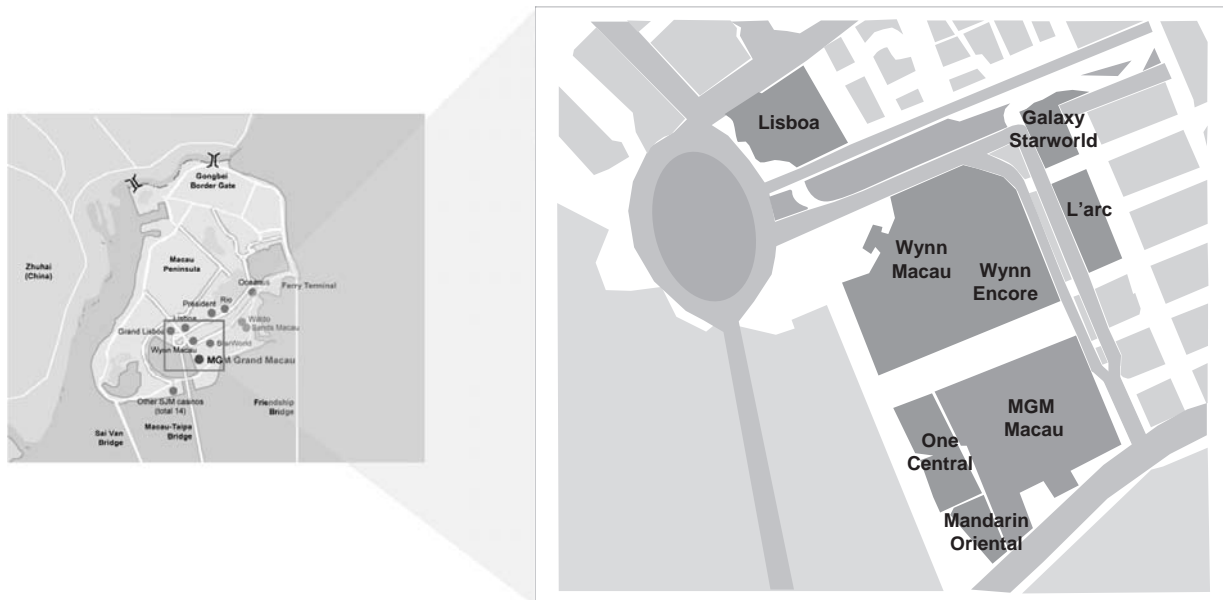 Gongbei
Border Gate
Zhuhai
(China)
Macau
Peninsula
Oceanus
Ferry Terminal
President
Rio
Waldo
Sands Macau
Lisboa
Grand Lisboa
Wynn Macau
StarWorld
MGM Grand Macau
Other SJM casinos
(total 14)
Friendship
Bridge
Macau-Taipa
Bridge
Sai Van
Bridge
Lisboa
Galaxy
Starworld
L'arc
Wynn
Macau
Wynn
Encore
MGM
Macau
One
Central
Mandarin
Oriental